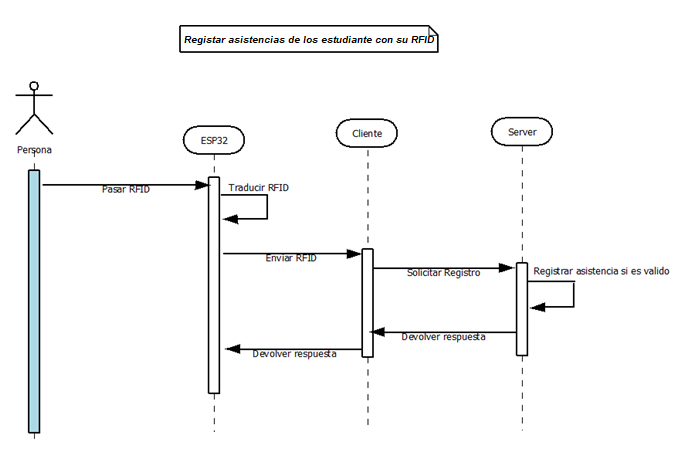 Registar asistencias de los estudiante con su RFID
Persona
ESP32
Cliente
Server
Pasar RFID
Traducir RFID
Enviar RFID
Solicitar Registro
Registrar asistencia si es valido
Devolver respuesta
Devolver respuesta